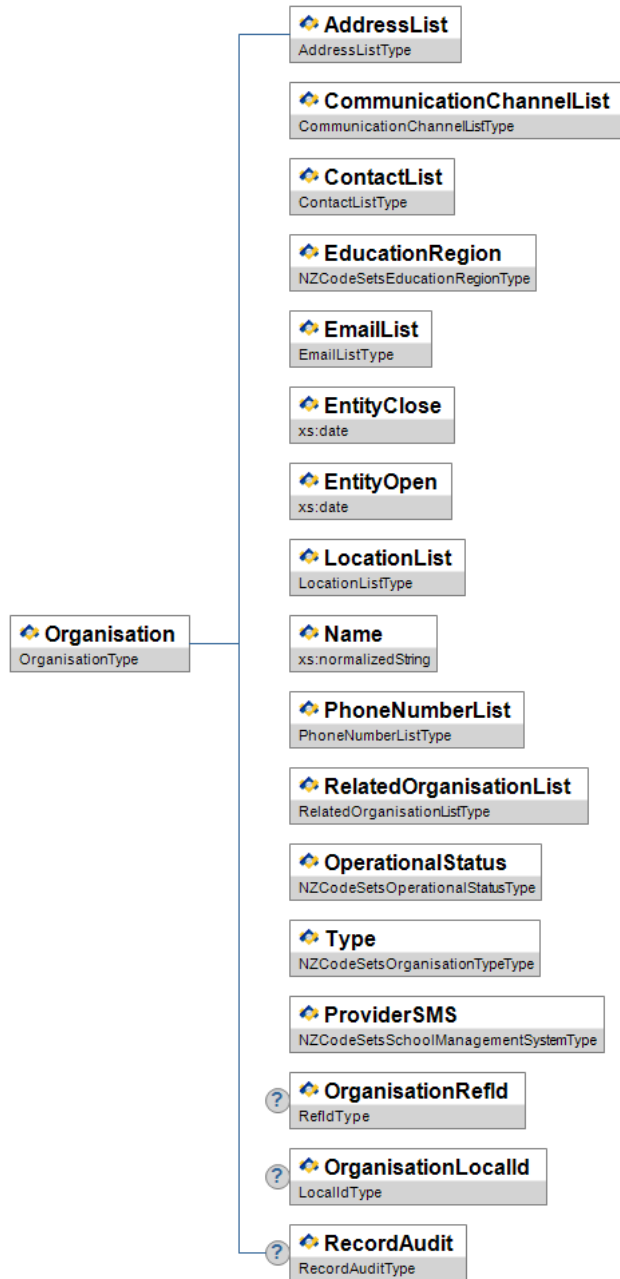 AddressList
AddressListType
CommunicationChannelList
CommunicationChannelListType
ContactList
ContactListType
EducationRegion
NZCodeSetsEducationRegionType
EmailList
EmailListType
EntityClose
xs:date
EntityOpen
xs:date
LocationList
LocationListType
Organisation
OrganisationType
Name
xs:normalizedString
PhoneNumberList
PhoneNumberListType
RelatedOrganisationList
RelatedOrganisationListType
OperationalStatus
NZCodeSetsOperationalStatusType
Type
NZCodeSetsOrganisationTypeType
ProviderSMS
NZCodeSetsSchoolManagementSystemType
? OrganisationRefId
RefIdType
? OrganisationLocalId
LocalIdType
? RecordAudit
RecordAuditType